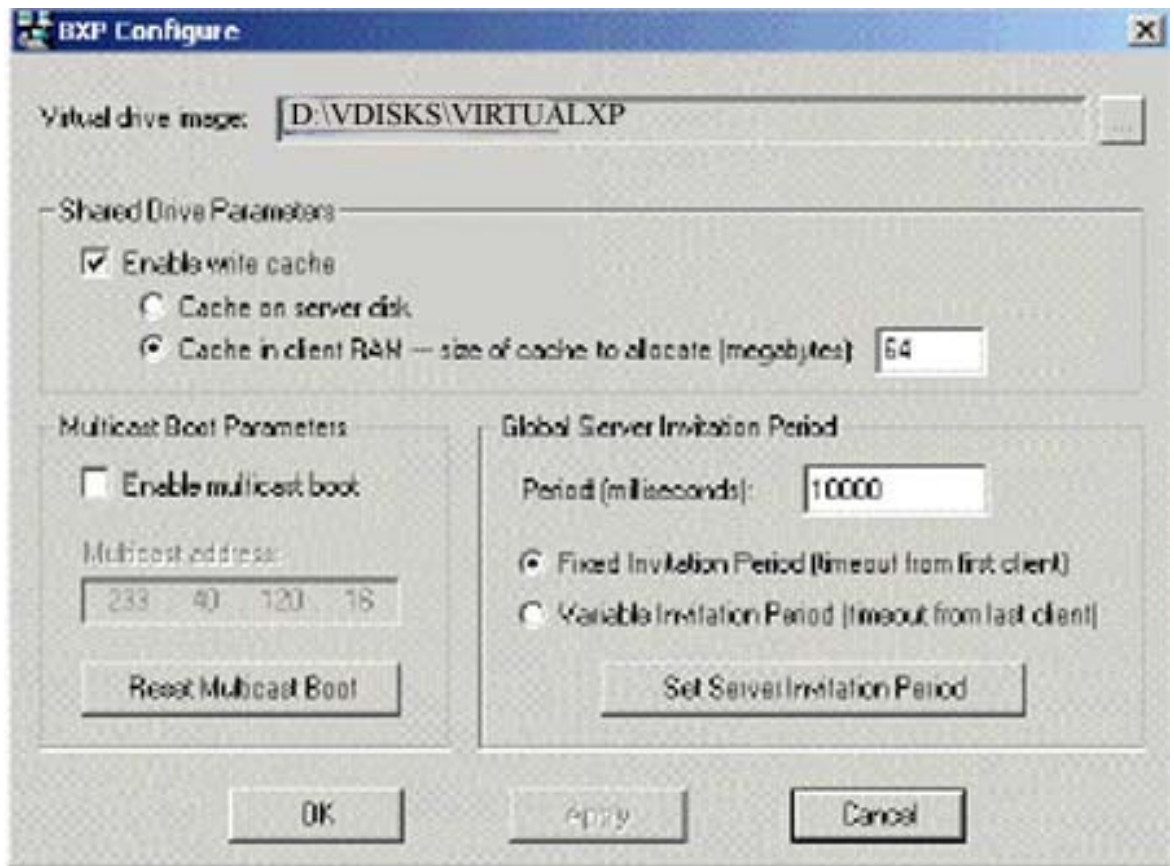 BXP Configure
Virtual drive image: D:\VDISKS\VIRTUALXP ...
Shared Drive Parameters
Enable write cache
Cache on server disk
Cache in client RAM --- size of cache to allocate (megabytes): 64
Multicast Boot Parameters
Enable multicast boot
Multicast address:
233 40 120 16
Reset Multicast Boot
Global Server Invitation Period
Period (milliseconds): 10000
Fixed Invitation Period (timeout from first client)
Variable Invitation Period (timeout from last client)
Set Server Invitation Period
OK
Apply
Cancel